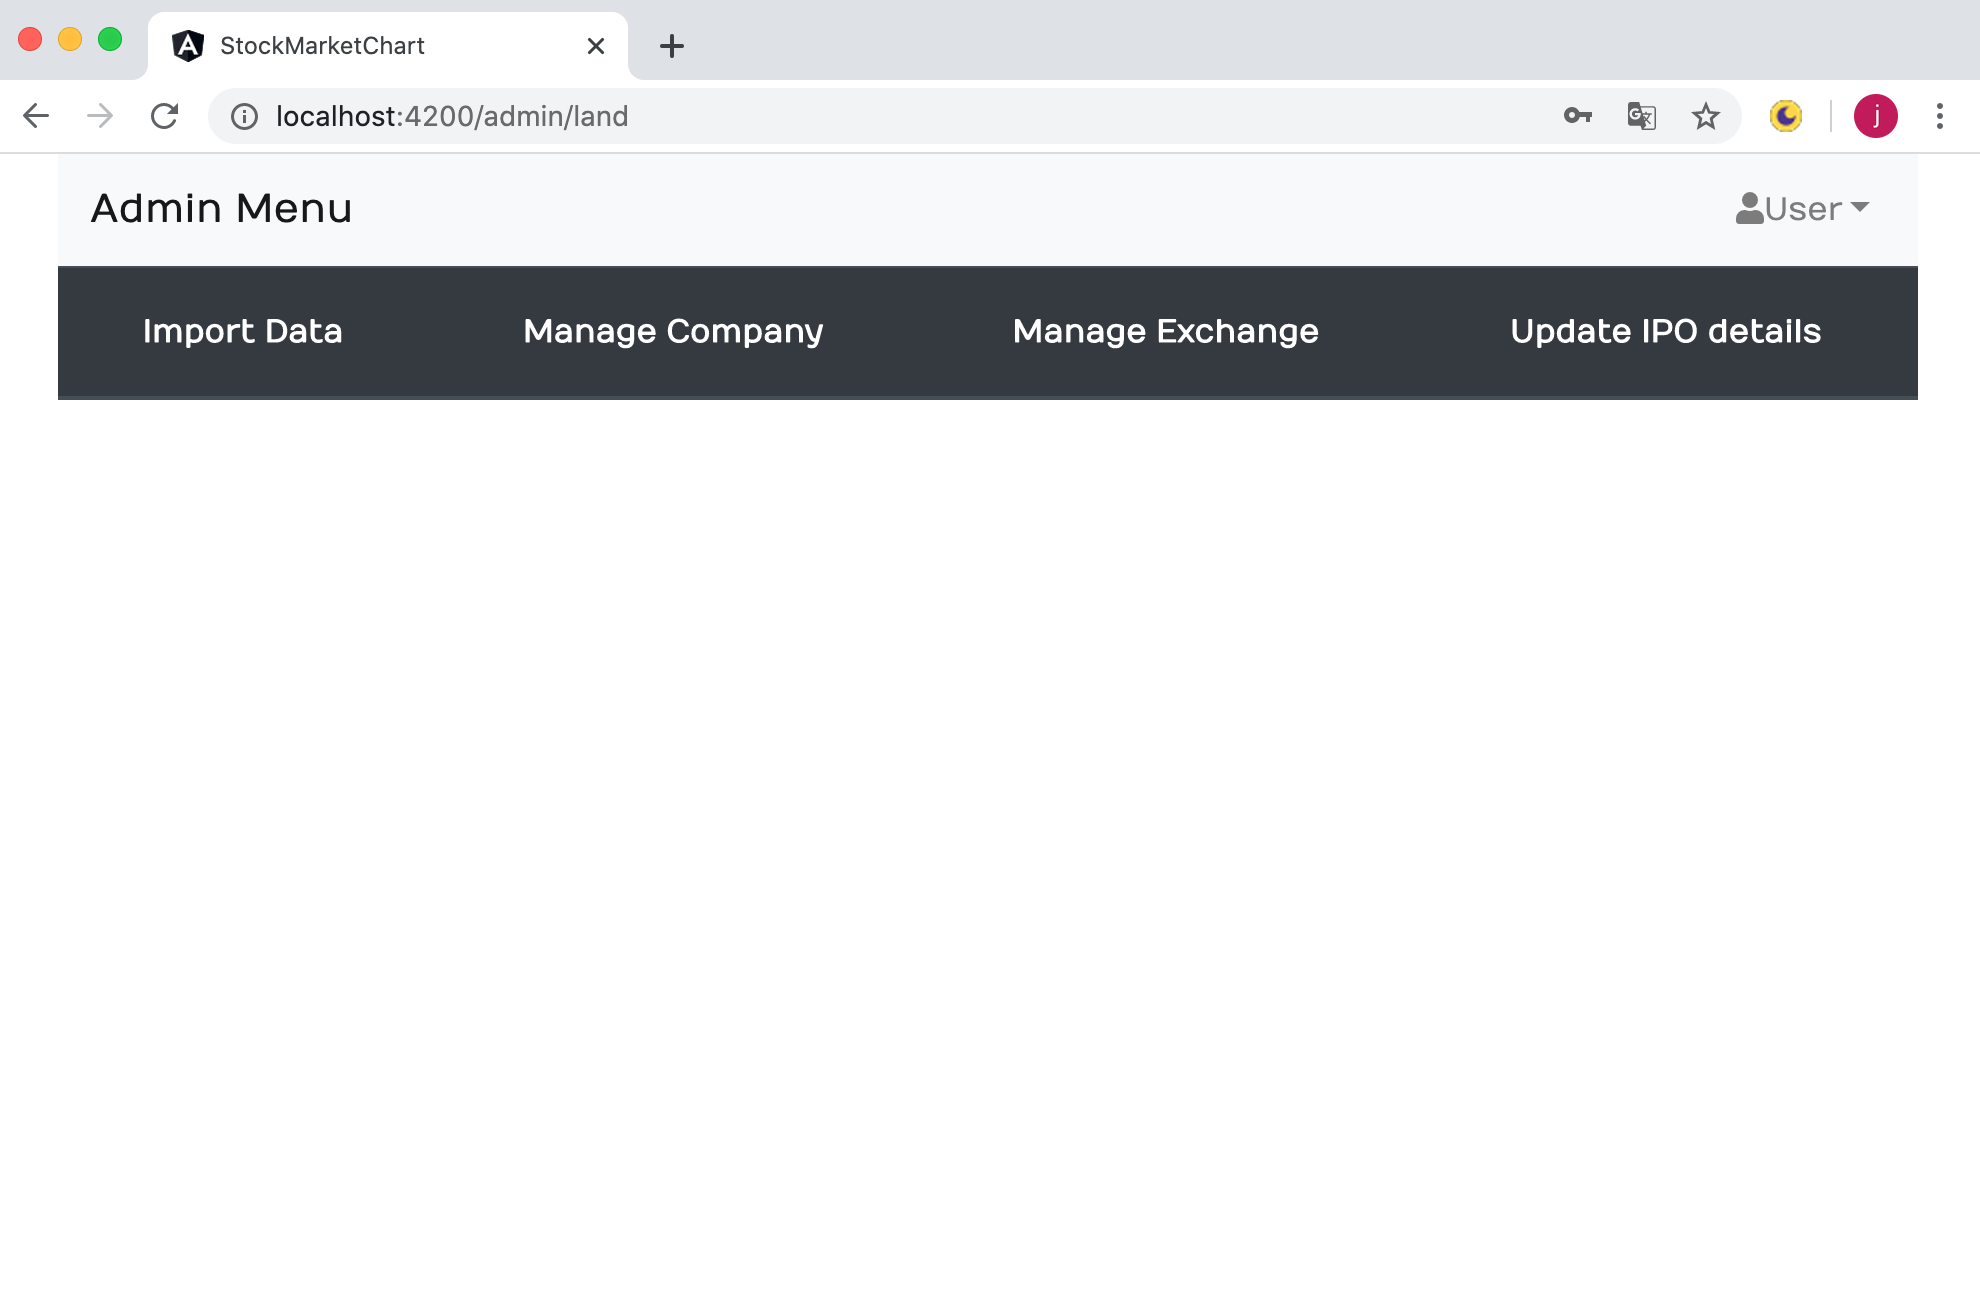 StockMarketChart
localhost:4200/admin/land
j
Admin Menu
User
Import Data Manage Company Manage Exchange Update IPO details